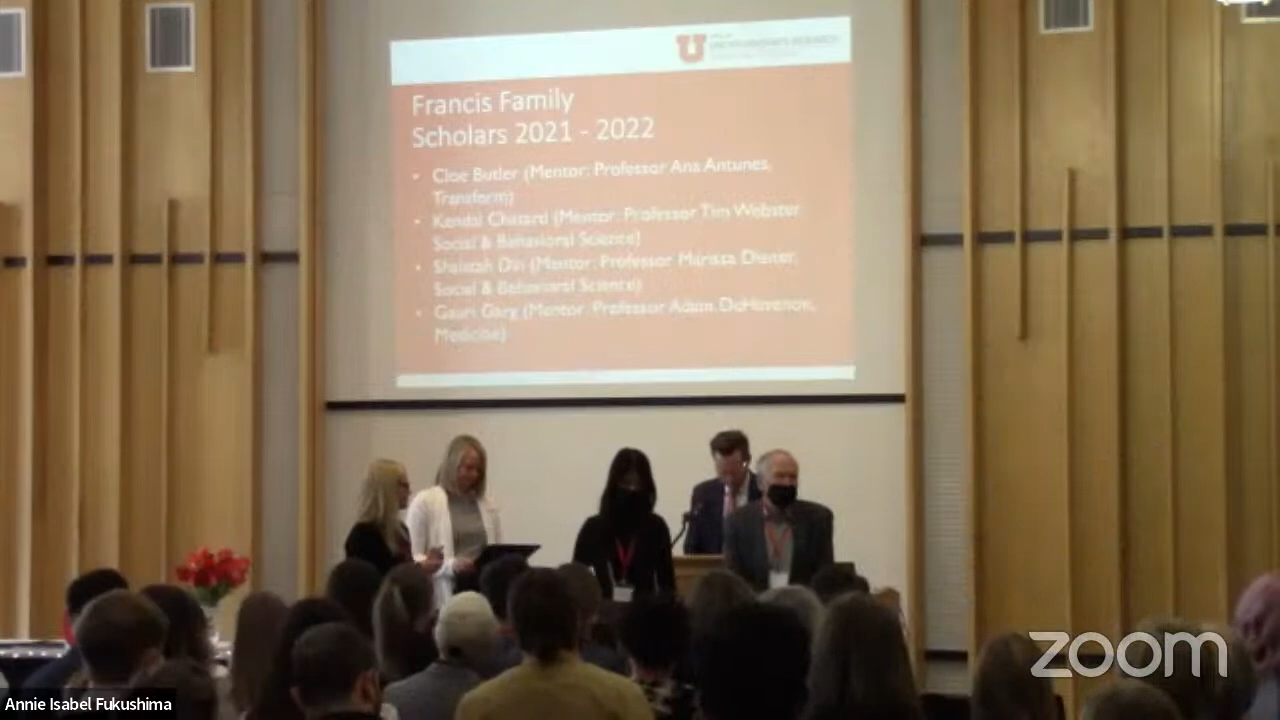 U
UNDERGRADUATE RESEARCH
Francis Family
Scholars 2021 - 2022
• Cloe Butler (Mentor: Professor Ana Antunes,
Transform)
• Kendal Chatard (Mentor: Professor Tim Webster
Social & Behavioral Science)
• (Mentor: Professor Marissa Diener,
Social & Behavioral Science)
• Gauri Garg (Mentor: Professor Adam DeHavenon,
Medicine)
zoom
Annie Isabel Fukushima